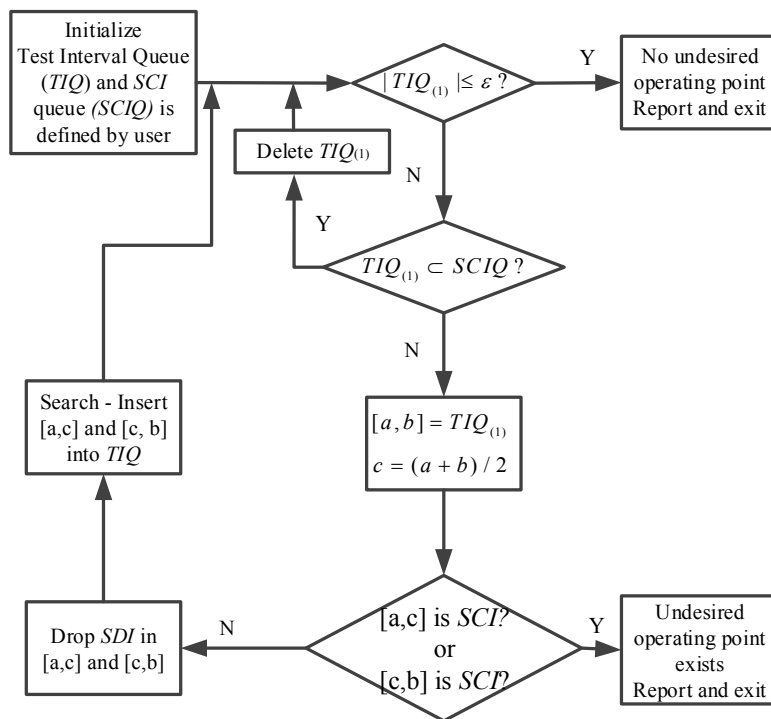 Initialize
Test Interval Queue
(TIQ) and SCI
queue (SCIQ) is
defined by user
|TIQ(1)| ≤ ε ?
Y
No undesired
operating point
Report and exit
Delete TIQ(1)
N
Y
TIQ(1) ⊂ SCIQ ?
N
Search - Insert
[a,c] and [c, b]
into TIQ
[a, b] = TIQ(1)
c = (a + b) / 2
Drop SDI in
[a,c] and [c,b]
N
[a,c] is SCI?
or
[c,b] is SCI?
Y
Undesired
operating point
exists
Report and exit